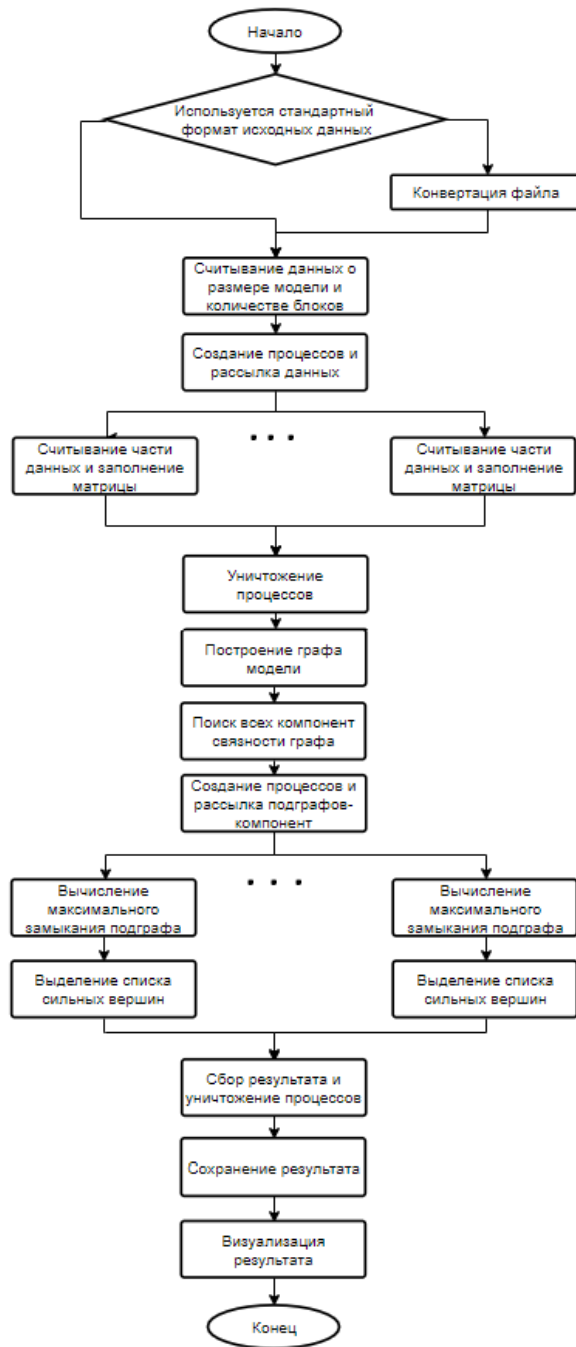 Начало
Используется стандартный
формат исходных данных
Конвертация файла
Считывание данных о
размере модели и
количестве блоков
Создание процессов и
рассылка данных
. . .
Считывание части
данных и заполнение
матрицы
Считывание части
данных и заполнение
матрицы
Уничтожение
процессов
Построение графа
модели
Поиск всех компонент
связности графа
Создание процессов и
рассылка подграфов-
компонент
. . .
Вычисление
максимального
замыкания подграфа
Вычисление
максимального
замыкания подграфа
Выделение списка
сильных вершин
Выделение списка
сильных вершин
Сбор результата и
уничтожение процессов
Сохранение результата
Визуализация
результата
Конец